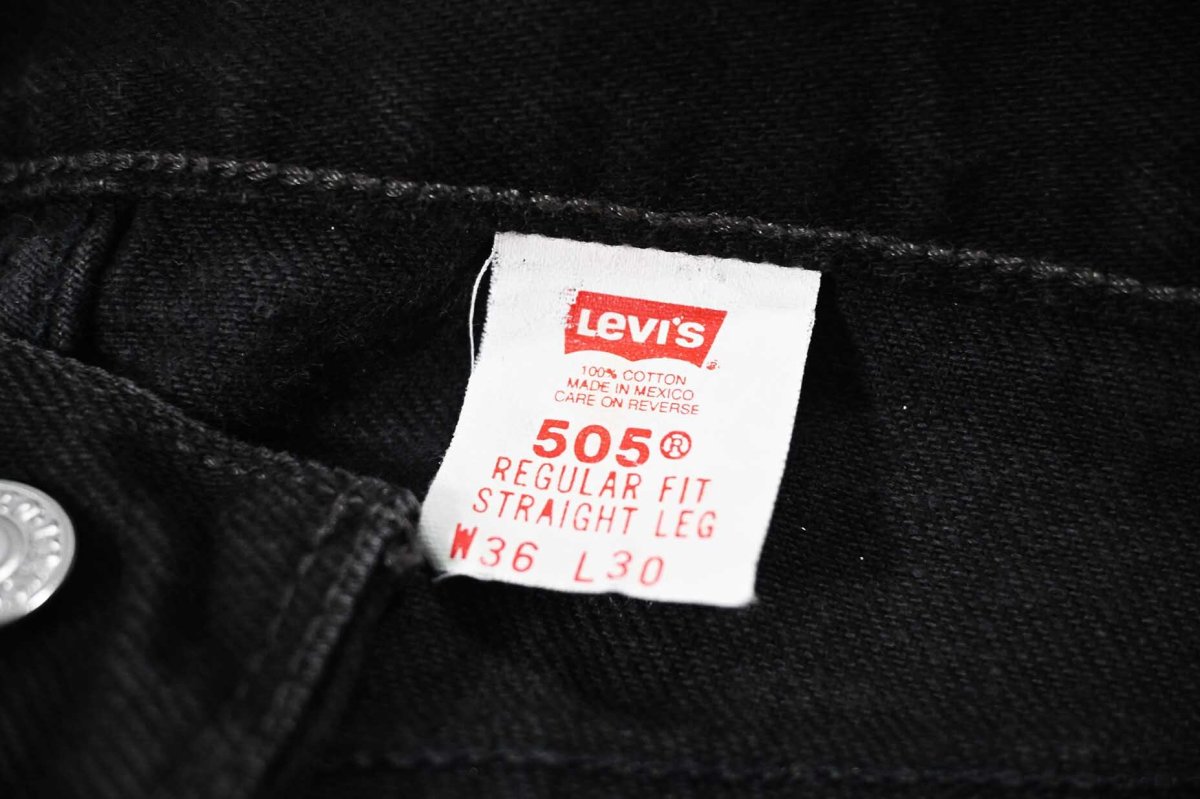 Levi's
®
100% COTTON
MADE IN MEXICO
CARE ON REVERSE
505®
REGULAR FIT
STRAIGHT LEG
W36 L30